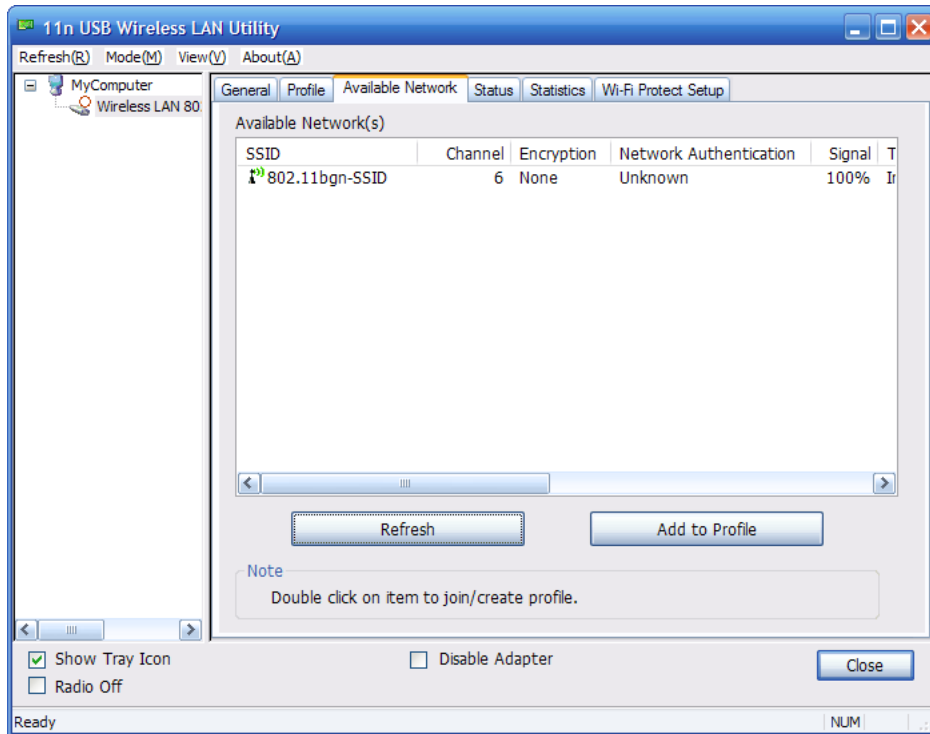 11n USB Wireless LAN Utility
Refresh(R) Mode(M) View(V) About(A)
MyComputer
Wireless LAN 80
General Profile Available Network Status Statistics Wi-Fi Protect Setup
Available Network(s)
SSID Channel Encryption Network Authentication Signal T
802.11bgn-SSID 6 None Unknown 100% Ir
Refresh Add to Profile
Note
Double click on item to join/create profile.
Show Tray Icon Disable Adapter Close
Radio Off
Ready NUM